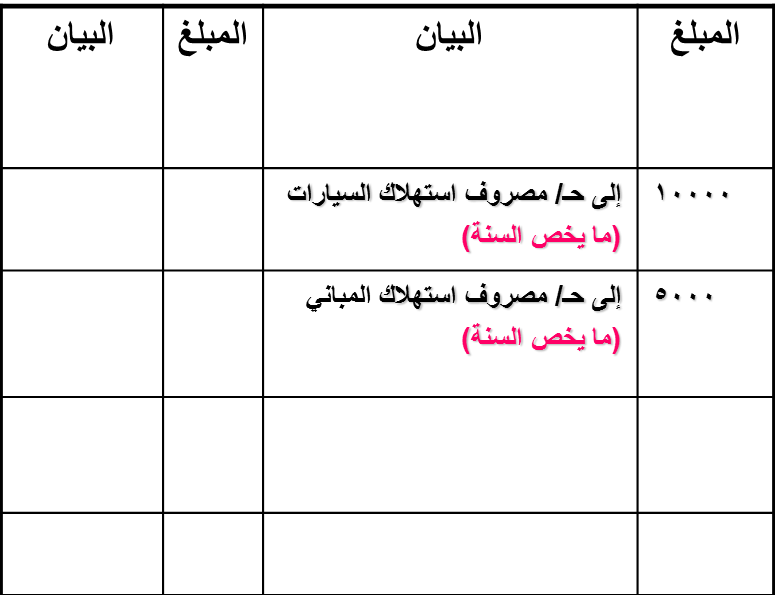 المبلغ البيان المبلغ البيان
١٠٠٠٠ إلى حـ/ مصروف استهلاك السيارات
(ما يخص السنة)
٥٠٠٠ إلى حـ/ مصروف استهلاك المباني
(ما يخص السنة)